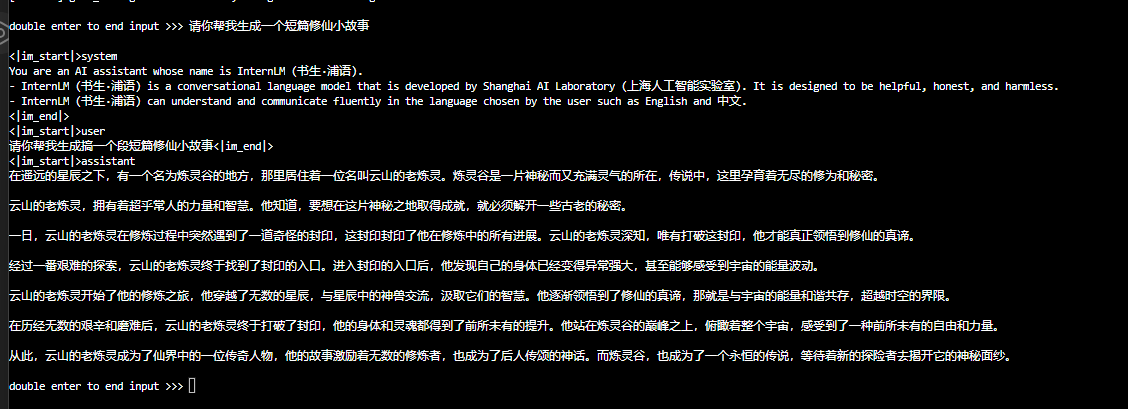 double enter to end input >>> 请你帮我生成一个短篇修仙小故事
<|im_start|>system
You are an AI assistant whose name is InternLM (书生·浦语).
- InternLM (书生·浦语) is a conversational language model that is developed by Shanghai AI Laboratory (上海人工智能实验室). It is designed to be helpful, honest, and harmless.
- InternLM (书生·浦语) can understand and communicate fluently in the language chosen by the user such as English and 中文.
<|im_end|>
<|im_start|>user
请你帮我生成搞一个段短篇修仙小故事<|im_end|>
<|im_start|>assistant
在遥远的星辰之下，有一个名为炼灵谷的地方，那里居住着一位名叫云山的老炼灵。炼灵谷是一片神秘而又充满灵气的所在，传说中，这里孕育着无尽的修为和秘密。
云山的老炼灵，拥有着超乎常人的力量和智慧。他知道，要想在这片神秘之地取得成就，就必须解开一些古老的秘密。
一日，云山的老炼灵在修炼过程中突然遇到了一道奇怪的封印，这封印封印了他在修炼中的所有进展。云山的老炼灵深知，唯有打破这封印，他才能真正领悟到修仙的真谛。
经过一番艰难的探索，云山的老炼灵终于找到了封印的入口。进入封印的入口后，他发现自己的身体已经变得异常强大，甚至能够感受到宇宙的能量波动。
云山的老炼灵开始了他的修炼之旅，他穿越了无数的星辰，与星辰中的神兽交流，汲取它们的智慧。他逐渐领悟到了修仙的真谛，那就是与宇宙的能量和谐共存，超越时空的界限。
在历经无数的艰辛和磨难后，云山的老炼灵终于打破了封印，他的身体和灵魂都得到了前所未有的提升。他站在炼灵谷的巅峰之上，俯瞰着整个宇宙，感受到了一种前所未有的自由和力量。
从此，云山的老炼灵成为了仙界中的一位传奇人物，他的故事激励着无数的修炼者，也成为了后人传颂的神话。而炼灵谷，也成为了一个永恒的传说，等待着新的探险者去揭开它的神秘面纱。
double enter to end input >>>